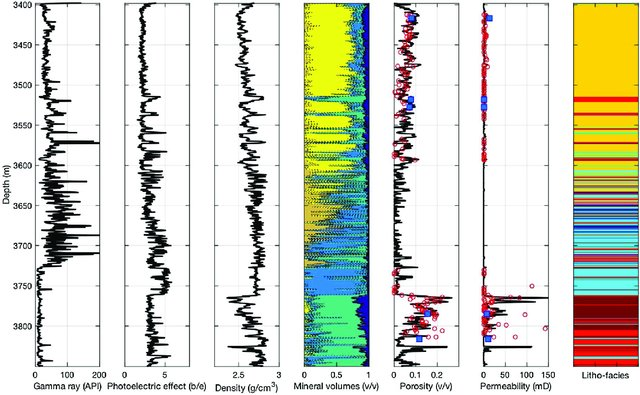 3400
3450
3500
3550
3600
3650
3700
3750
3800
Depth (m)
0 100 200
0 5
2.5 3
0 0.5 1
0 0.1 0.2
0 50 100 150
Gamma ray (API)
Photoelectric effect (b/e)
Density (g/cm³)
Mineral volumes (v/v)
Porosity (v/v)
Permeability (mD)
Litho-facies